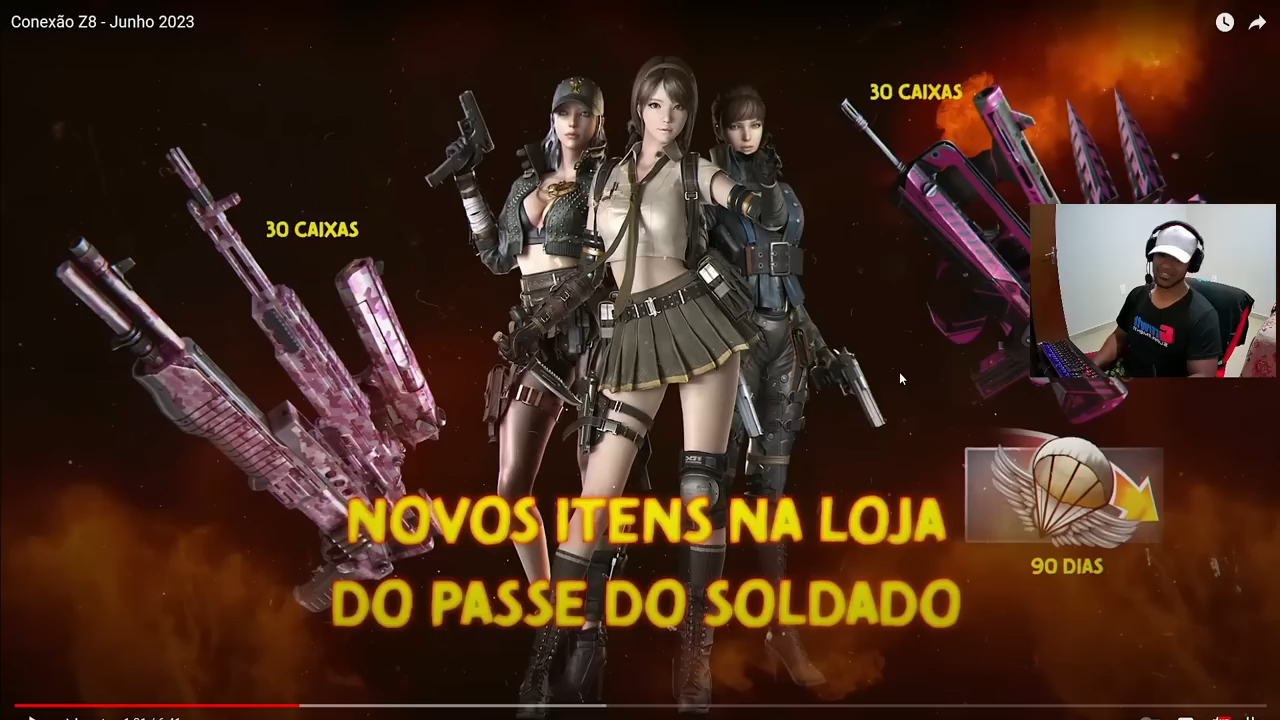 Conexão Z8 - Junho 2023
30 CAIXAS
30 CAIXAS
NOVOS ITENS NA LOJA
DO PASSE DO SOLDADO
90 DIAS